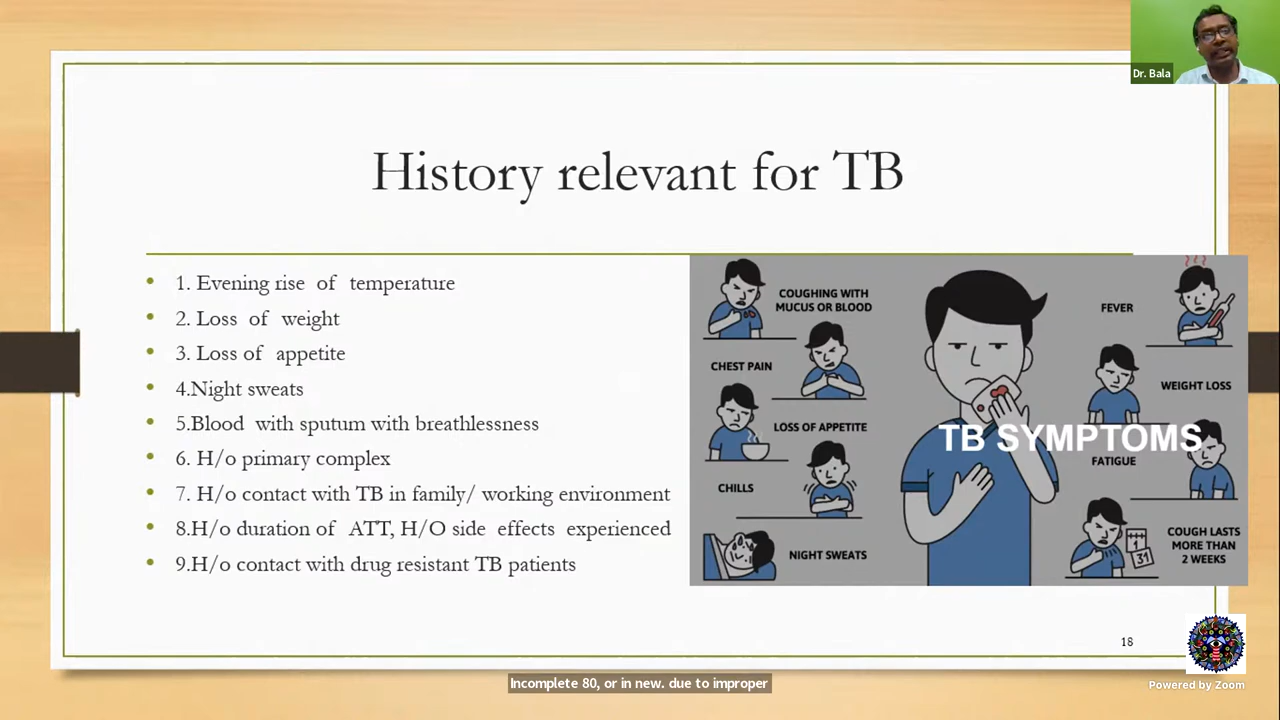 Dr. Bala
History relevant for TB
• 1. Evening rise of temperature
• 2. Loss of weight
• 3. Loss of appetite
• 4.Night sweats
• 5.Blood with sputum with breathlessness
• 6. H/o primary complex
• 7. H/o contact with TB in family/ working environment
• 8.H/o duration of ATT, H/O side effects experienced
• 9.H/o contact with drug resistant TB patients
COUGHING WITH
MUCUS OR BLOOD
CHEST PAIN
LOSS OF APPETITE
CHILLS
NIGHT SWEATS
TB SYMPTOMS
FEVER
WEIGHT LOSS
FATIGUE
COUGH LASTS
MORE THAN
2 WEEKS
1
31
18
Incomplete 80, or in new. due to improper
Powered by Zoom